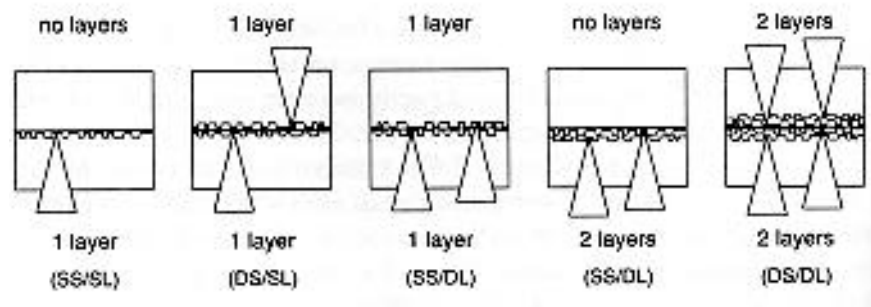 no layers 1 layer 1 layer no layers 2 layers
1 layer 1 layer 1 layer 2 layers 2 layers
(SS/SL) (DS/SL) (SS/DL) (SS/DL) (DS/DL)